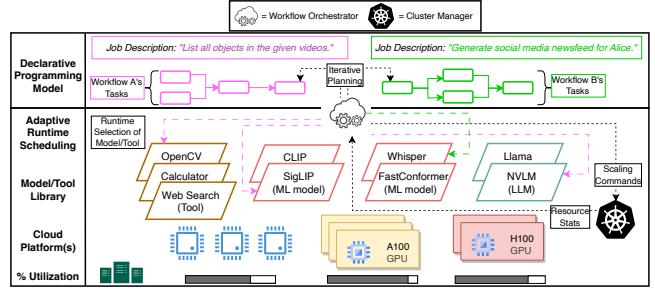 = Workflow Orchestrator
= Cluster Manager
Declarative
Programming
Model
Job Description: "List all objects in the given videos."
Job Description: "Generate social media newsfeed for Alice."
Workflow A's
Tasks
Iterative
Planning
Workflow B's
Tasks
Adaptive
Runtime
Scheduling
Runtime
Selection of
Model/Tool
Model/Tool
Library
OpenCV
Calculator
Web Search
(Tool)
CLIP
SigLIP
(ML model)
Whisper
FastConformer
(ML model)
Llama
NVLM
(LLM)
Scaling
Commands
Resource
Stats
Cloud
Platform(s)
A100
GPU
H100
GPU
% Utilization